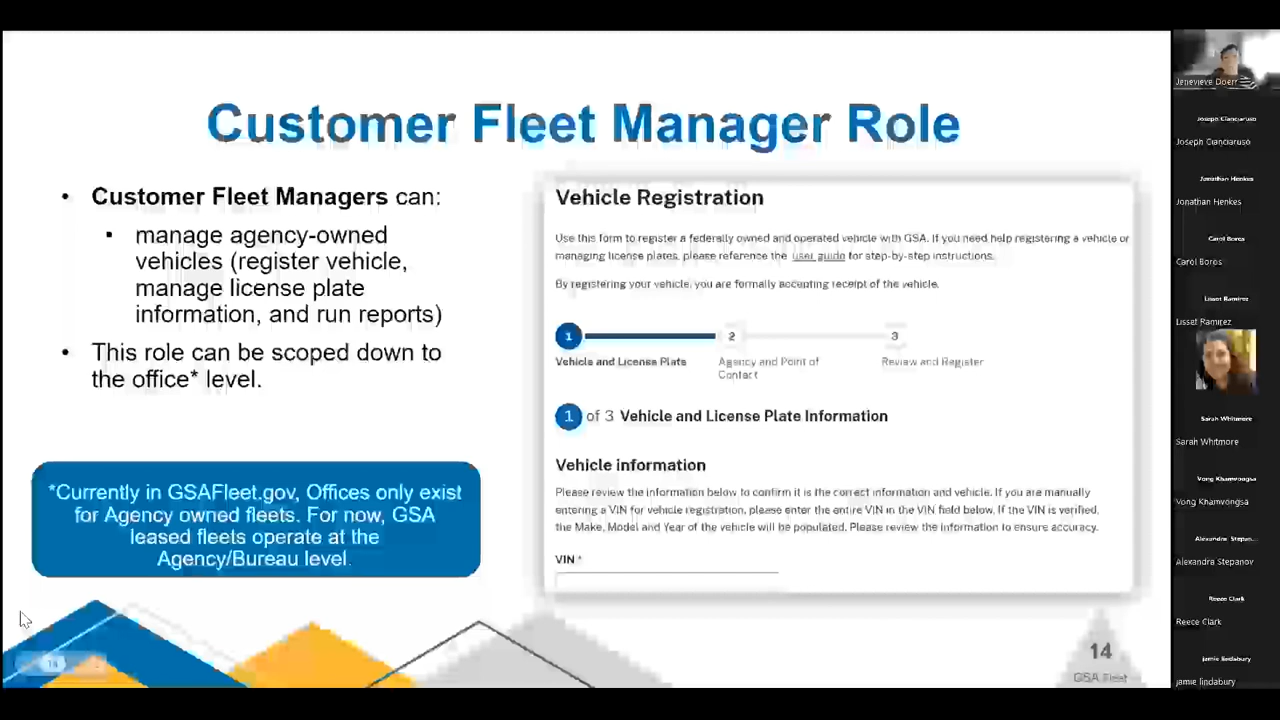 Customer Fleet Manager Role
• Customer Fleet Managers can:
▪ manage agency-owned
vehicles (register vehicle,
manage license plate
information, and run reports)
• This role can be scoped down to
the office* level.
*Currently in GSAFleet.gov, Offices only exist
for Agency owned fleets. For now, GSA
leased fleets operate at the
Agency/Bureau level.
Vehicle Registration
Use this form to register a federally owned and operated vehicle with GSA. If you need help registering a vehicle or
managing license plates, please reference the user guide for step-by-step instructions.
By registering your vehicle, you are formally accepting receipt of the vehicle.
1 2 3
Vehicle and License Plate Agency and Point of Review and Register
Contact
1 of 3 Vehicle and License Plate Information
Vehicle information
Please review the information below to confirm it is the correct information and vehicle. If you are manually
entering a VIN for vehicle registration, please enter the entire VIN in the VIN field below. If the VIN is verified,
the Make, Model and Year of the vehicle will be populated. Please review the information to ensure accuracy.
VIN *
14
GSA Fleet
14
Jenevieve Doerr
Joseph Cianciaruso
Joseph Cianciaruso
Jonathan Henkes
Jonathan Henkes
Carol Boros
Carol Boros
Lisset Ramirez
Lisset Ramirez
Sarah Whitmore
Sarah Whitmore
Vong Khamvongsa
Vong Khamvongsa
Alexandra Stepan...
Alexandra Stepanov
Reece Clark
Reece Clark
jamie lindabury
jamie lindabury